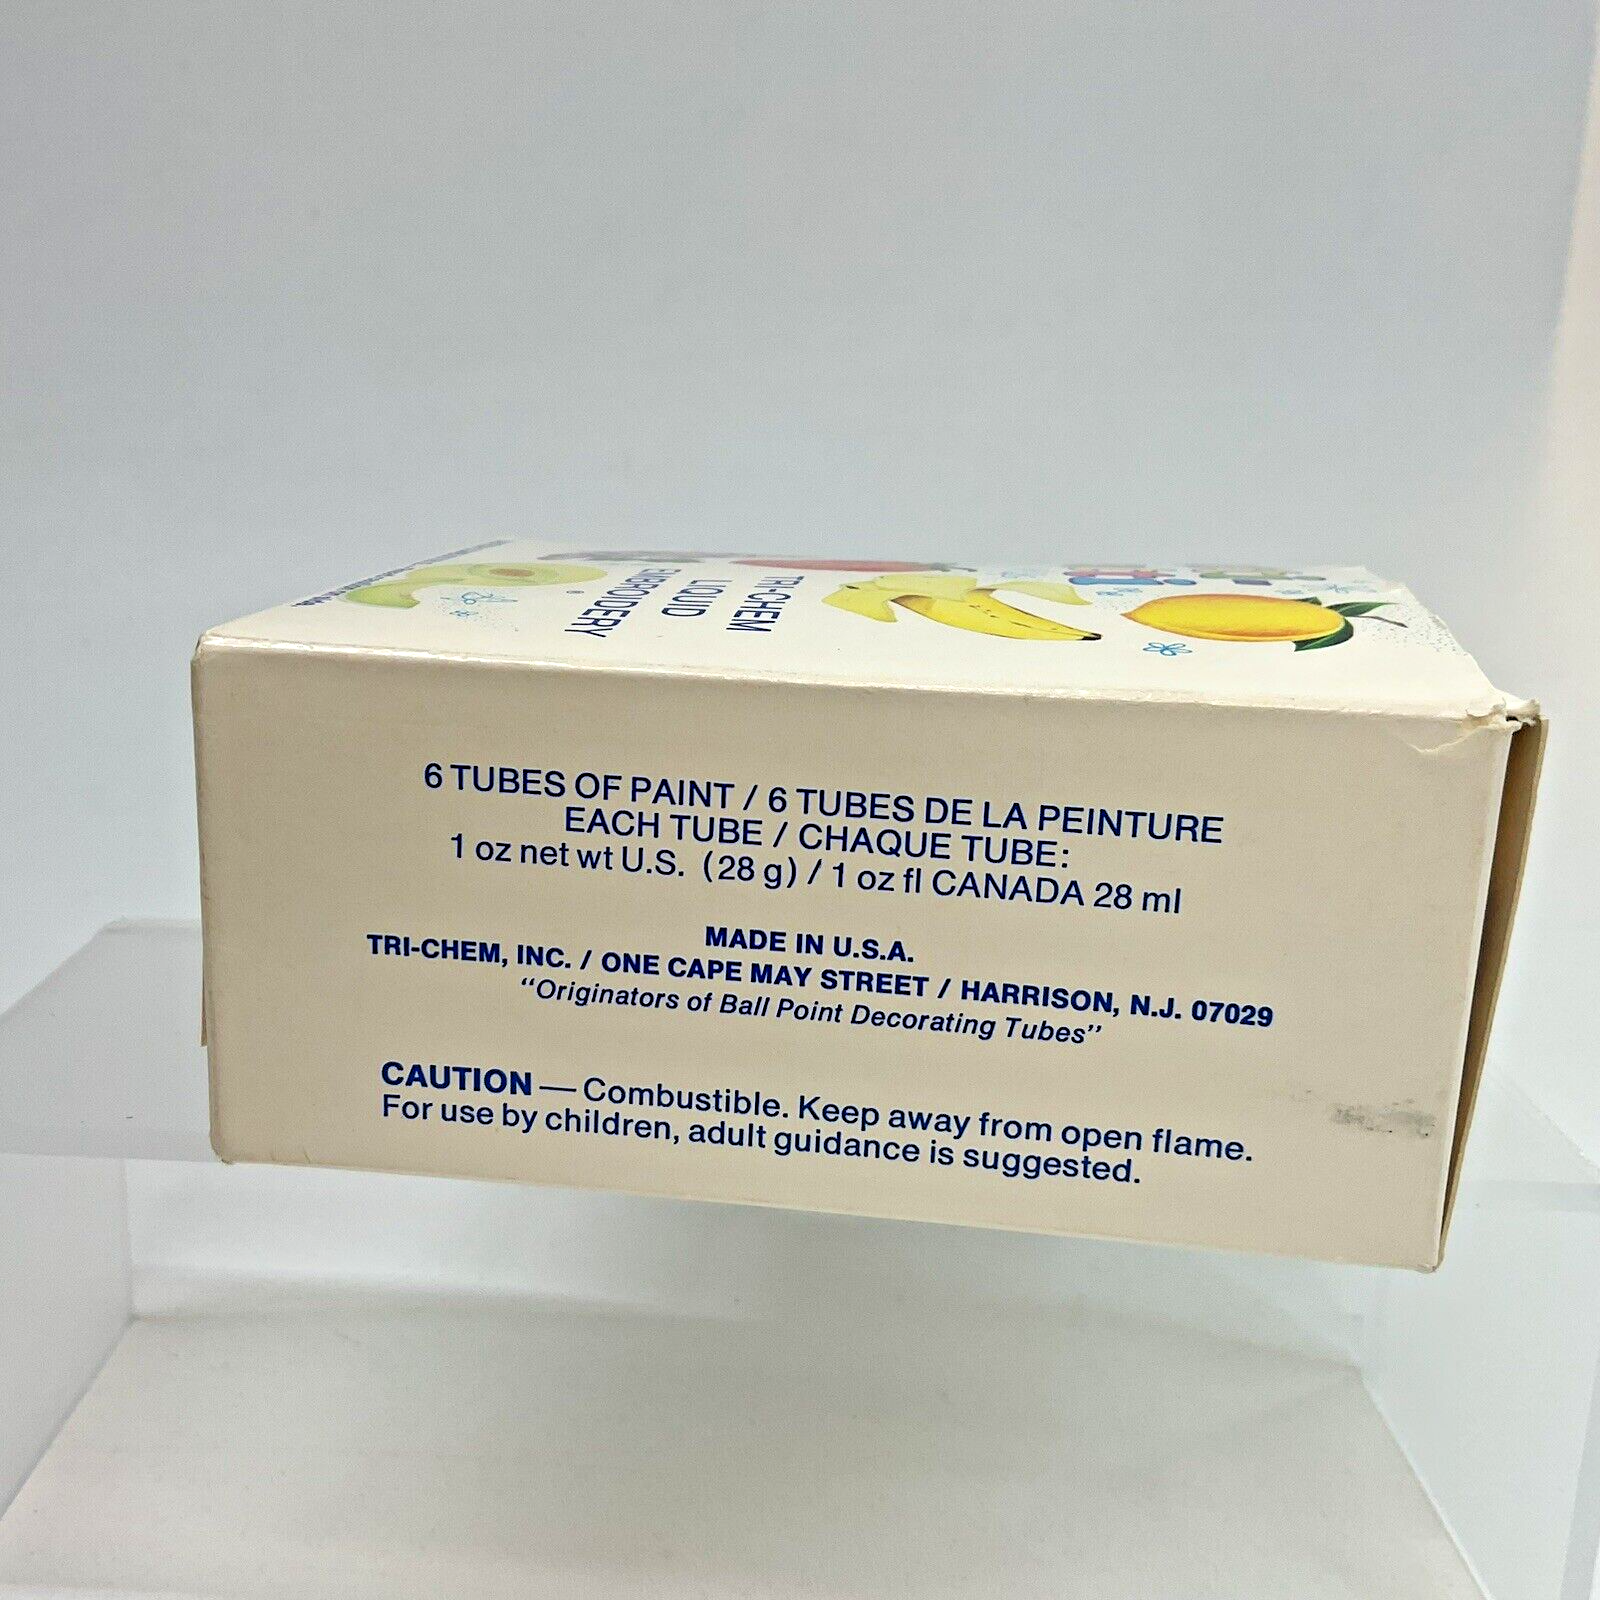 TRI-CHEM
LIQUID
EMBROIDERY
®
6 TUBES OF PAINT / 6 TUBES DE LA PEINTURE
EACH TUBE / CHAQUE TUBE:
1 oz net wt U.S. (28 g) / 1 oz fl CANADA 28 ml
MADE IN U.S.A.
TRI-CHEM, INC. / ONE CAPE MAY STREET / HARRISON, N.J. 07029
"Originators of Ball Point Decorating Tubes"
CAUTION — Combustible. Keep away from open flame.
For use by children, adult guidance is suggested.